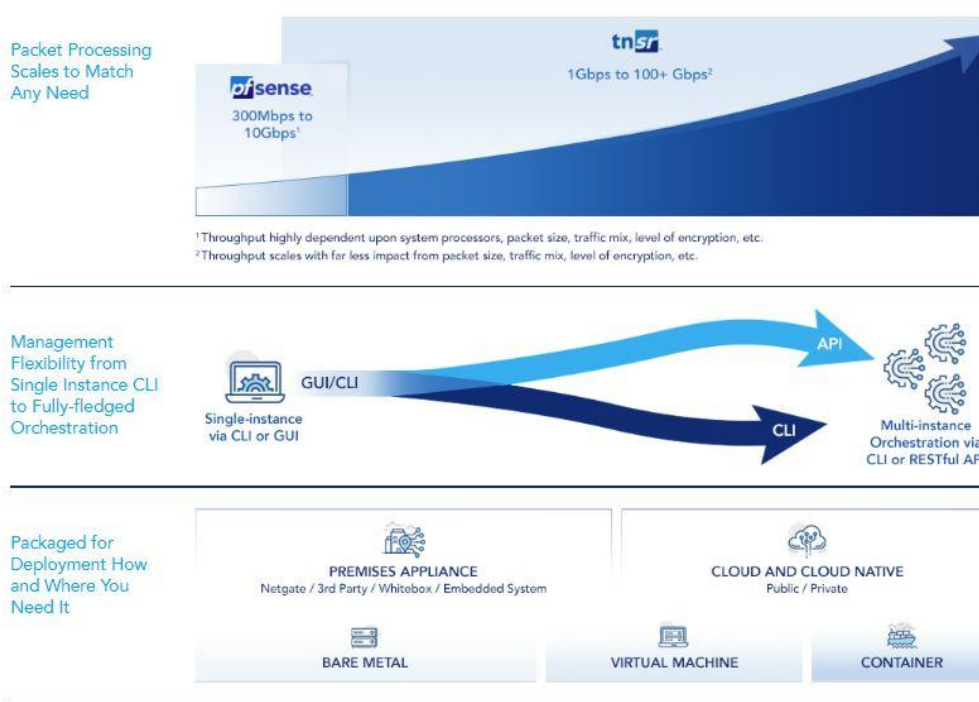 Packet Processing
Scales to Match
Any Need
pfsense
300Mbps to
10Gbps¹
tnsr
1Gbps to 100+ Gbps²
¹Throughput highly dependent upon system processors, packet size, traffic mix, level of encryption, etc.
²Throughput scales with far less impact from packet size, traffic mix, level of encryption, etc.
Management
Flexibility from
Single Instance CLI
to Fully-fledged
Orchestration
Single-instance
via CLI or GUI
GUI/CLI
API
CLI
Multi-instance
Orchestration via
CLI or RESTful AP
Packaged for
Deployment How
and Where You
Need It
PREMISES APPLIANCE
Netgate / 3rd Party / Whitebox / Embedded System
CLOUD AND CLOUD NATIVE
Public / Private
BARE METAL
VIRTUAL MACHINE
CONTAINER